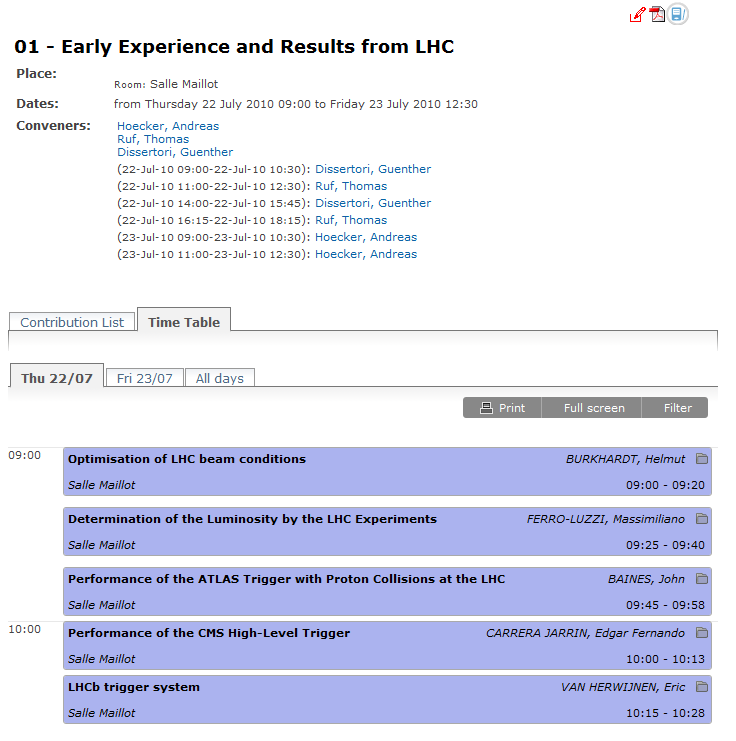 01 - Early Experience and Results from LHC
Place:
Room: Salle Maillot
Dates: from Thursday 22 July 2010 09:00 to Friday 23 July 2010 12:30
Conveners: Hoecker, Andreas
Ruf, Thomas
Dissertori, Guenther
(22-Jul-10 09:00-22-Jul-10 10:30): Dissertori, Guenther
(22-Jul-10 11:00-22-Jul-10 12:30): Ruf, Thomas
(22-Jul-10 14:00-22-Jul-10 15:45): Dissertori, Guenther
(22-Jul-10 16:15-22-Jul-10 18:15): Ruf, Thomas
(23-Jul-10 09:00-23-Jul-10 10:30): Hoecker, Andreas
(23-Jul-10 11:00-23-Jul-10 12:30): Hoecker, Andreas
Contribution List Time Table
Thu 22/07 Fri 23/07 All days
Print Full screen Filter
09:00 Optimisation of LHC beam conditions BURKHARDT, Helmut
Salle Maillot 09:00 - 09:20
Determination of the Luminosity by the LHC Experiments FERRO-LUZZI, Massimiliano
Salle Maillot 09:25 - 09:40
Performance of the ATLAS Trigger with Proton Collisions at the LHC BAINES, John
Salle Maillot 09:45 - 09:58
10:00 Performance of the CMS High-Level Trigger CARRERA JARRIN, Edgar Fernando
Salle Maillot 10:00 - 10:13
LHCb trigger system VAN HERWIJNEN, Eric
Salle Maillot 10:15 - 10:28